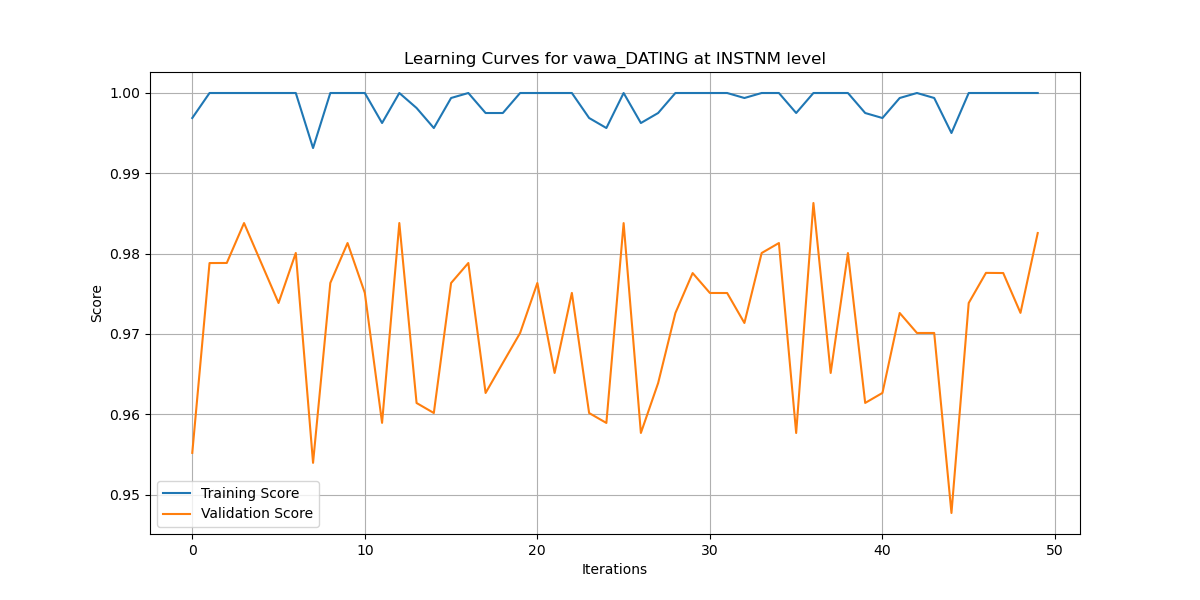 Learning Curves for vawa_DATING at INSTNM level
1.00
0.99
0.98
0.97
0.96
0.95
Score
Training Score
Validation Score
0 10 20 30 40 50
Iterations